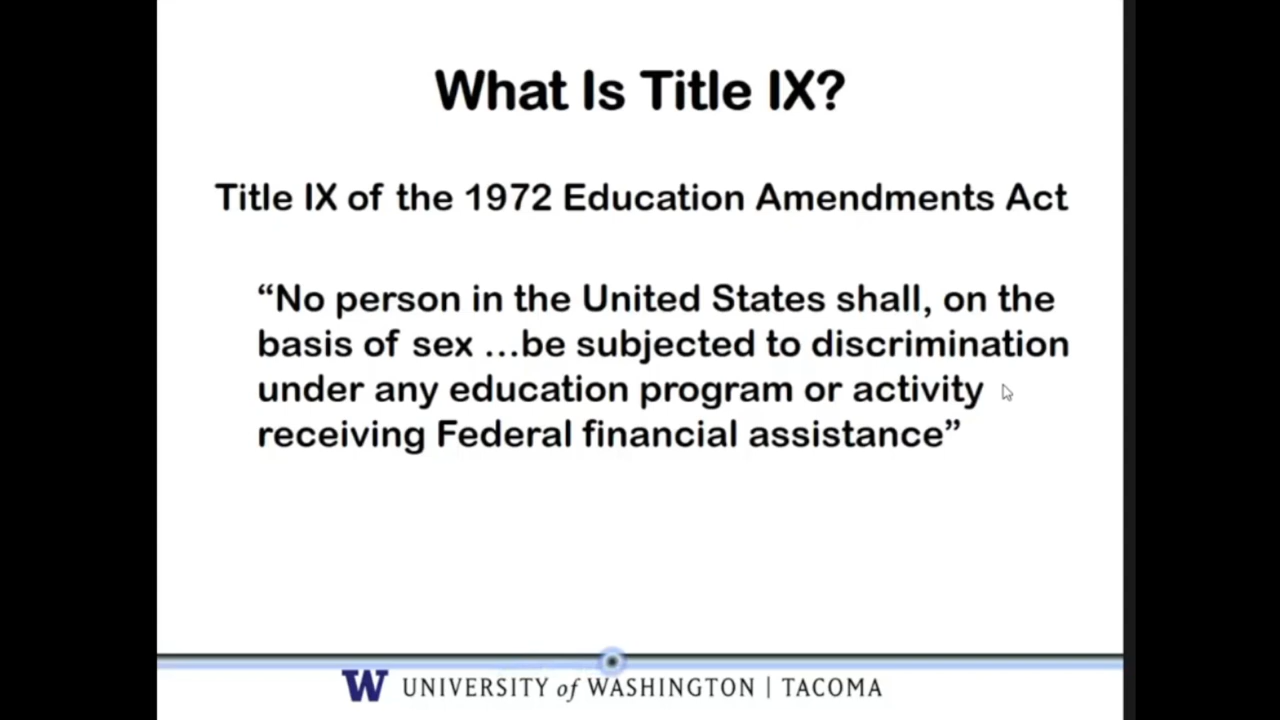 What Is Title IX?
Title IX of the 1972 Education Amendments Act
“No person in the United States shall, on the
basis of sex …be subjected to discrimination
under any education program or activity
receiving Federal financial assistance”
W UNIVERSITY of WASHINGTON | TACOMA